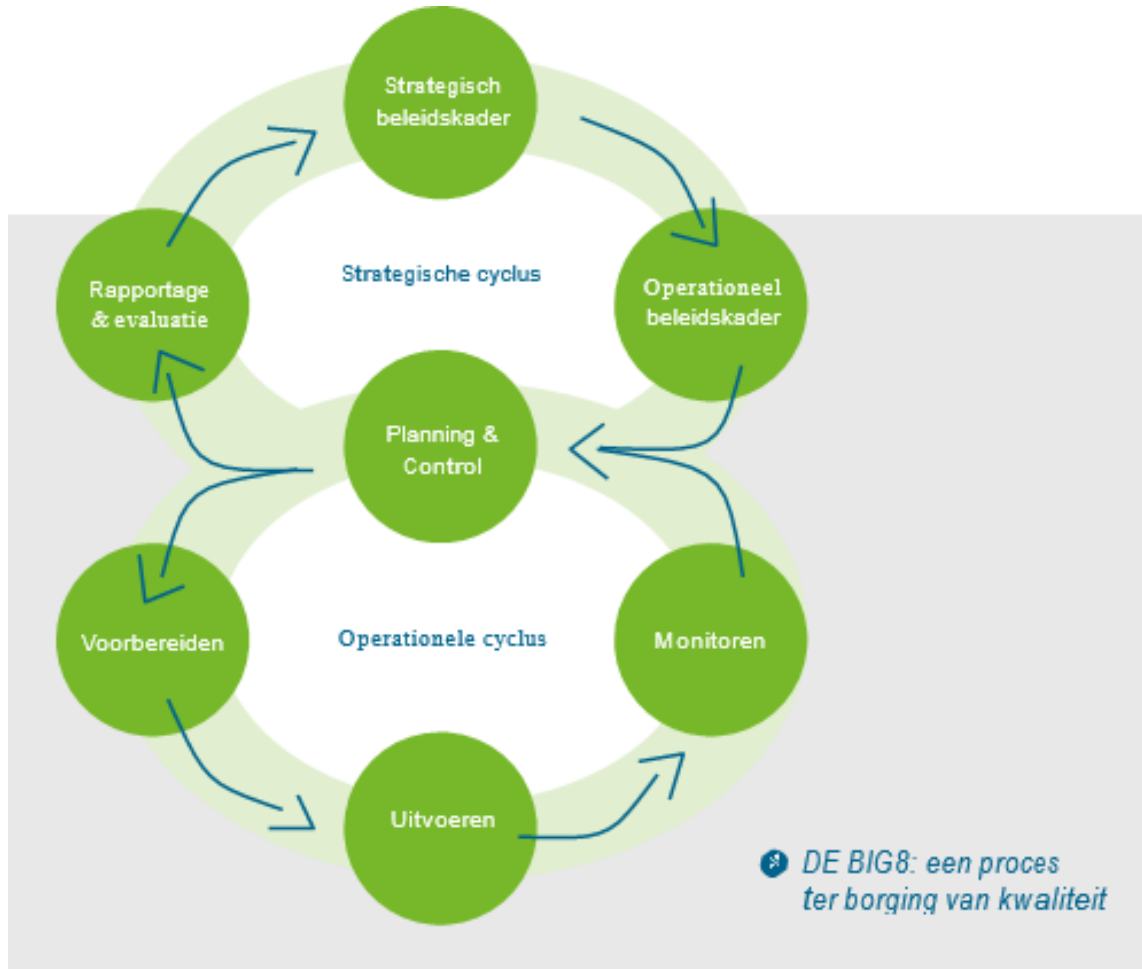 Strategisch
beleidskader
Strategische cyclus
Rapportage
& evaluatie
Operationeel
beleidskader
Planning &
Control
Voorbereiden
Operationele cyclus
Monitoren
Uitvoeren
DE BIG8: een proces
ter borging van kwaliteit